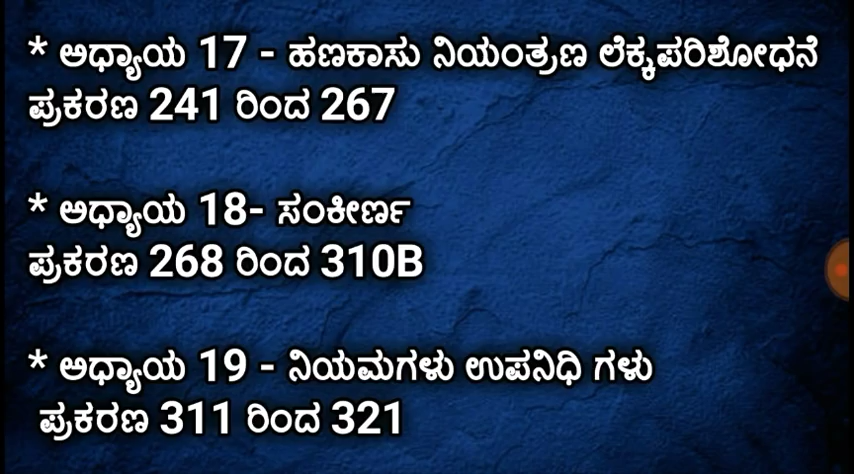 * ಅಧ್ಯಾಯ 17 - ಹಣಕಾಸು ನಿಯಂತ್ರಣ ಲೆಕ್ಕಪರಿಶೋಧನೆ
ಪ್ರಕರಣ 241 ರಿಂದ 267
* ಅಧ್ಯಾಯ 18- ಸಂಕೀರ್ಣ
ಪ್ರಕರಣ 268 ರಿಂದ 310B
* ಅಧ್ಯಾಯ 19 - ನಿಯಮಗಳು ಉಪನಿಧಿ ಗಳು
ಪ್ರಕರಣ 311 ರಿಂದ 321